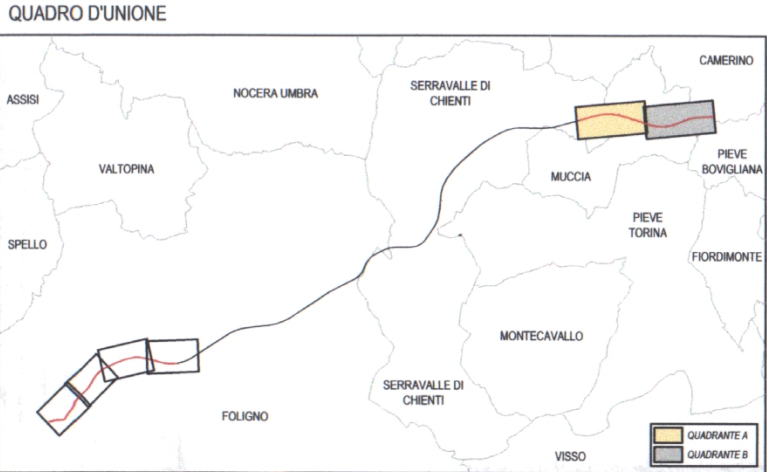 QUADRO D'UNIONE
CAMERINO
ASSISI
NOCERA UMBRA
SERRAVALLE DI
CHIENTI
VALTOPINA
MUCCIA
PIEVE
BOVIGLIANA
PIEVE
TORINA
SPELLO
FIORDIMONTE
MONTECAVALLO
SERRAVALLE DI
CHIENTI
FOLIGNO
VISSO
QUADRANTE A
QUADRANTE B